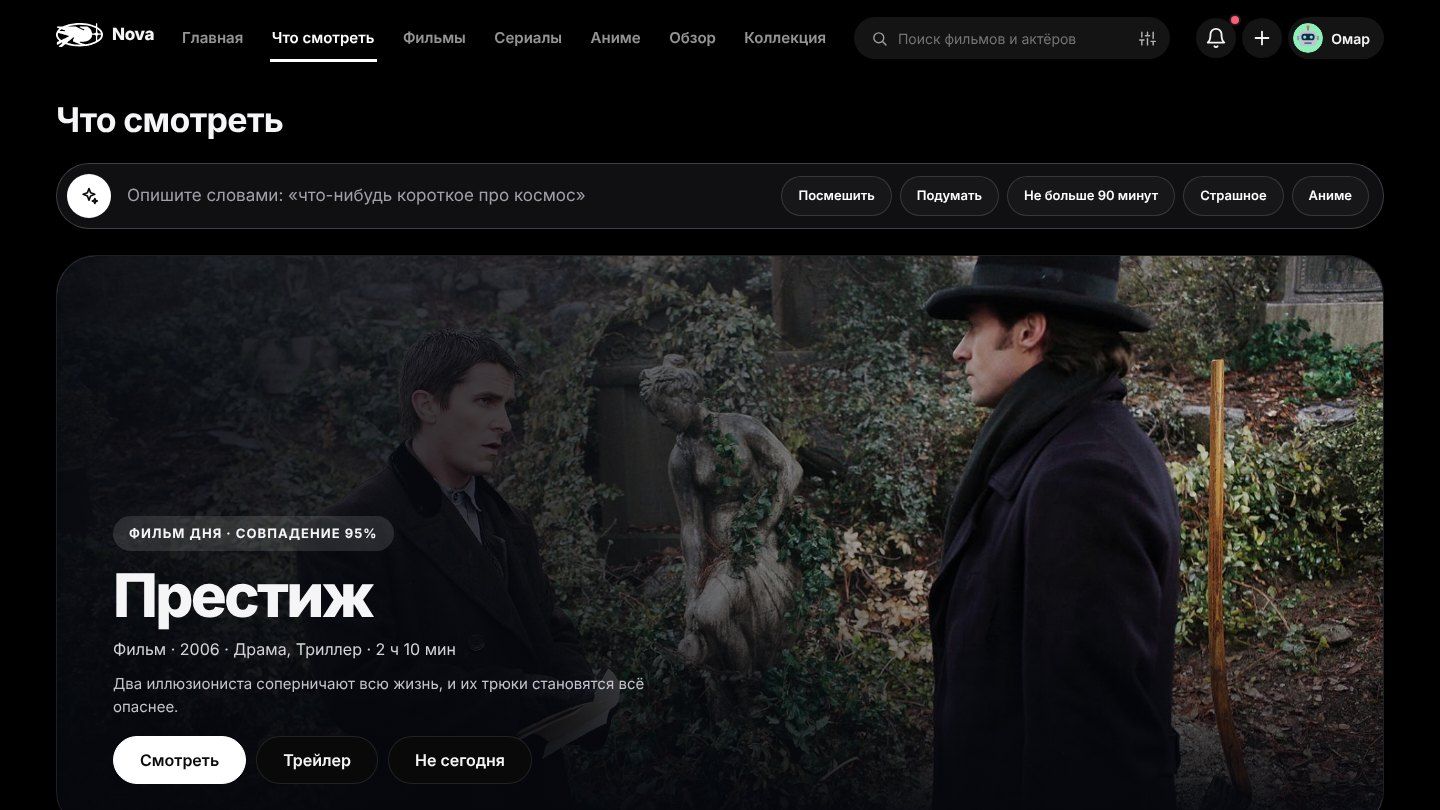 Nova
Главная
Что смотреть
Фильмы
Сериалы
Аниме
Обзор
Коллекция
Поиск фильмов и актёров
Омар
Что смотреть
Опишите словами: «что-нибудь короткое про космос»
Посмешить
Подумать
Не больше 90 минут
Страшное
Аниме
ФИЛЬМ ДНЯ · СОВПАДЕНИЕ 95%
Престиж
Фильм · 2006 · Драма, Триллер · 2 ч 10 мин
Два иллюзиониста соперничают всю жизнь, и их трюки становятся всё
опаснее.
Смотреть
Трейлер
Не сегодня